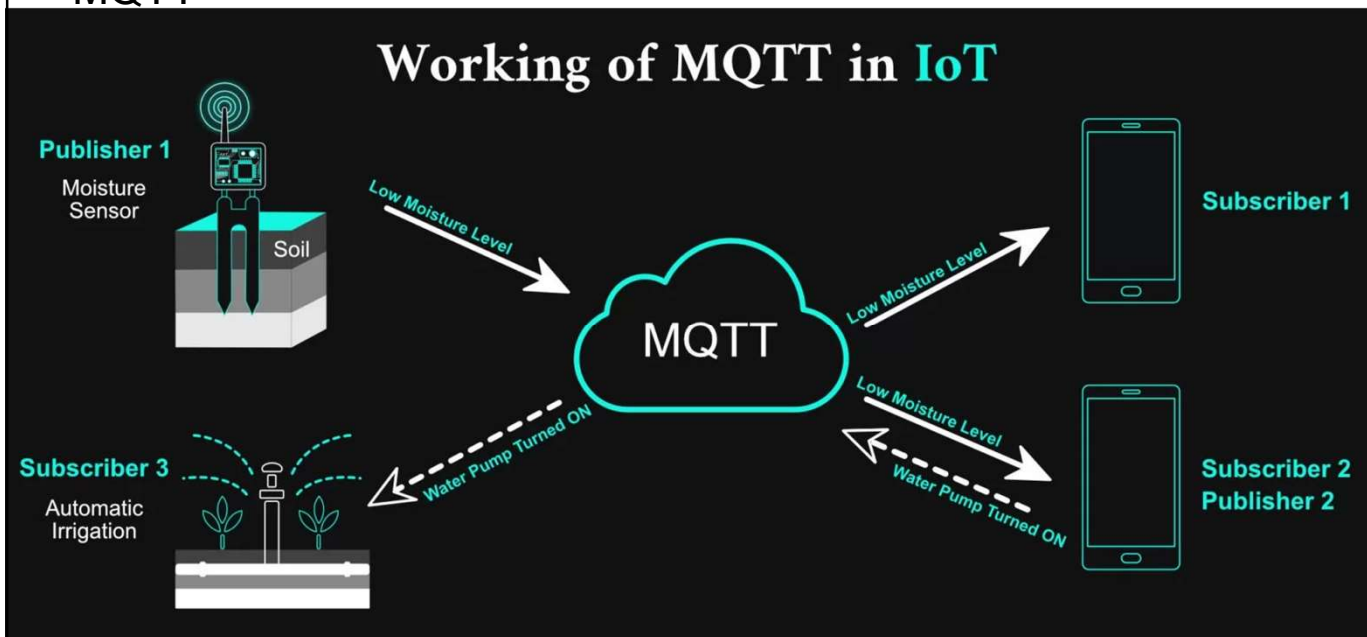 MQTT
Working of MQTT in IoT
Publisher 1
Moisture
Sensor
Soil
Low Moisture Level
MQTT
Low Moisture Level
Subscriber 1
Low Moisture Level
Water Pump Turned ON
Subscriber 2
Publisher 2
Water Pump Turned ON
Subscriber 3
Automatic
Irrigation